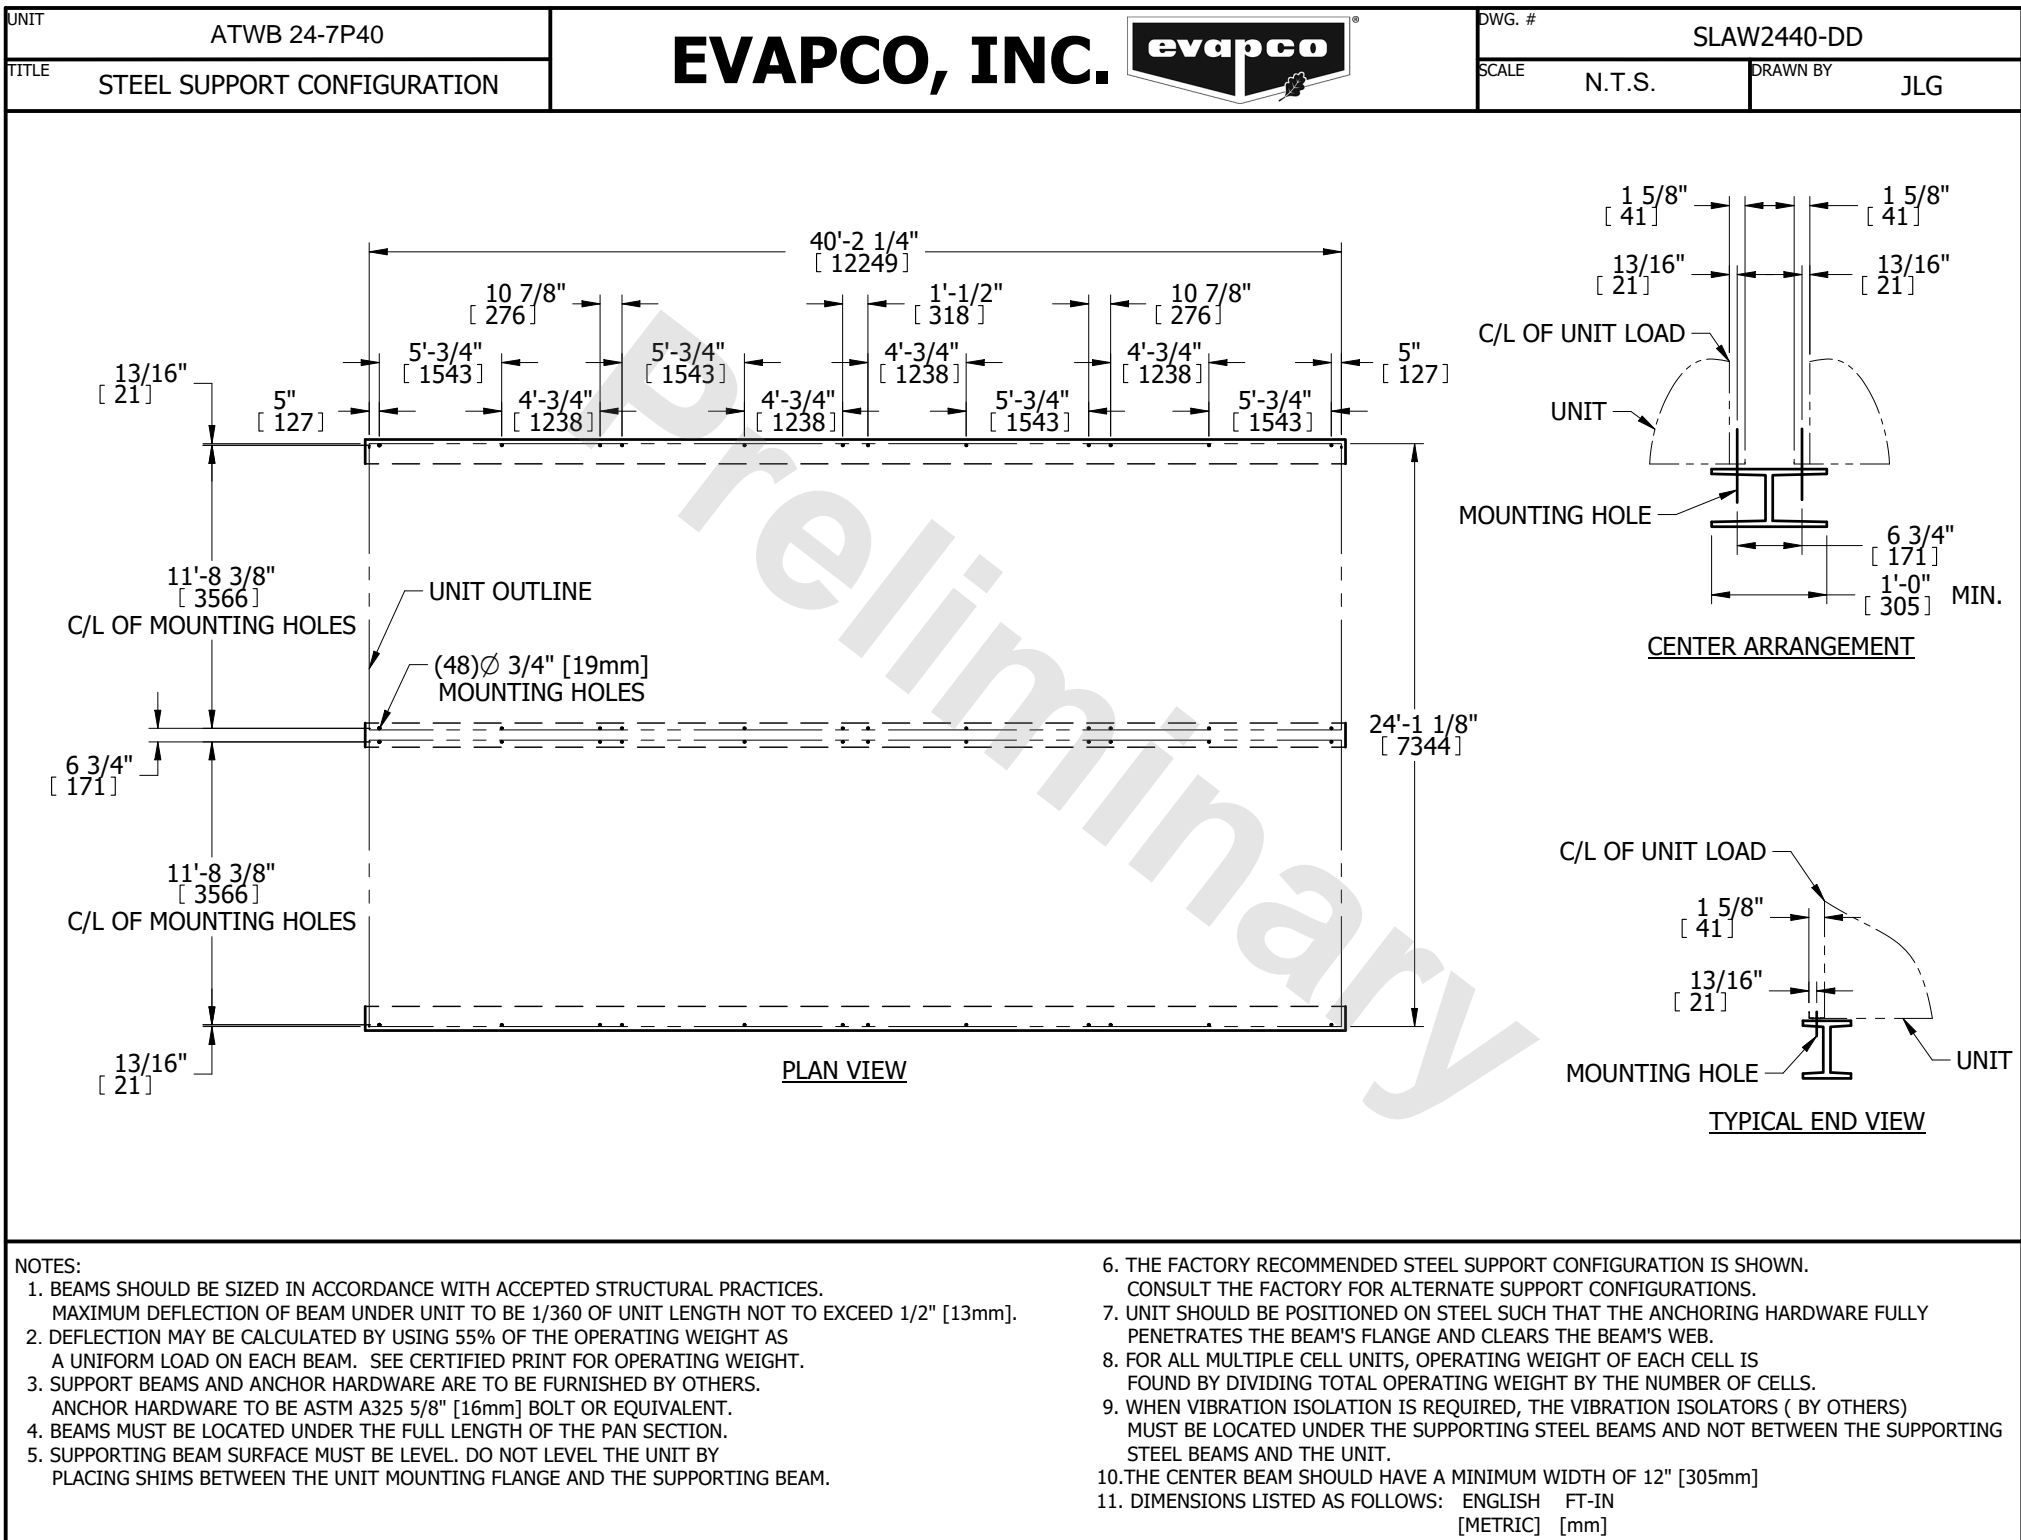 UNIT
ATWB 24-7P40
TITLE
STEEL SUPPORT CONFIGURATION
EVAPCO, INC.
evapco
®
DWG. #
SLAW2440-DD
SCALE
N.T.S.
DRAWN BY
JLG
40'-2 1/4"
[ 12249]
10 7/8"
[ 276]
1'-1/2"
[ 318 ]
10 7/8"
[ 276]
5'-3/4"
[ 1543]
5'-3/4"
[ 1543]
4'-3/4"
[ 1238]
4'-3/4"
[ 1238]
5"
[ 127]
13/16"
[ 21]
5"
[ 127]
4'-3/4"
[ 1238]
4'-3/4"
[ 1238]
5'-3/4"
[ 1543]
5'-3/4"
[ 1543]
11'-8 3/8"
[ 3566]
C/L OF MOUNTING HOLES
UNIT OUTLINE
(48)Ø 3/4" [19mm]
MOUNTING HOLES
6 3/4"
[ 171]
24'-1 1/8"
[ 7344]
11'-8 3/8"
[ 3566]
C/L OF MOUNTING HOLES
13/16"
[ 21]
PLAN VIEW
Preliminary
1 5/8"
[ 41]
1 5/8"
[ 41]
13/16"
[ 21]
13/16"
[ 21]
C/L OF UNIT LOAD
UNIT
MOUNTING HOLE
6 3/4"
[ 171]
1'-0"
[ 305] MIN.
CENTER ARRANGEMENT
C/L OF UNIT LOAD
1 5/8"
[ 41]
13/16"
[ 21]
MOUNTING HOLE
UNIT
TYPICAL END VIEW
NOTES:
1. BEAMS SHOULD BE SIZED IN ACCORDANCE WITH ACCEPTED STRUCTURAL PRACTICES.
MAXIMUM DEFLECTION OF BEAM UNDER UNIT TO BE 1/360 OF UNIT LENGTH NOT TO EXCEED 1/2" [13mm].
2. DEFLECTION MAY BE CALCULATED BY USING 55% OF THE OPERATING WEIGHT AS
A UNIFORM LOAD ON EACH BEAM. SEE CERTIFIED PRINT FOR OPERATING WEIGHT.
3. SUPPORT BEAMS AND ANCHOR HARDWARE ARE TO BE FURNISHED BY OTHERS.
ANCHOR HARDWARE TO BE ASTM A325 5/8" [16mm] BOLT OR EQUIVALENT.
4. BEAMS MUST BE LOCATED UNDER THE FULL LENGTH OF THE PAN SECTION.
5. SUPPORTING BEAM SURFACE MUST BE LEVEL. DO NOT LEVEL THE UNIT BY
PLACING SHIMS BETWEEN THE UNIT MOUNTING FLANGE AND THE SUPPORTING BEAM.
6. THE FACTORY RECOMMENDED STEEL SUPPORT CONFIGURATION IS SHOWN.
CONSULT THE FACTORY FOR ALTERNATE SUPPORT CONFIGURATIONS.
7. UNIT SHOULD BE POSITIONED ON STEEL SUCH THAT THE ANCHORING HARDWARE FULLY
PENETRATES THE BEAM'S FLANGE AND CLEARS THE BEAM'S WEB.
8. FOR ALL MULTIPLE CELL UNITS, OPERATING WEIGHT OF EACH CELL IS
FOUND BY DIVIDING TOTAL OPERATING WEIGHT BY THE NUMBER OF CELLS.
9. WHEN VIBRATION ISOLATION IS REQUIRED, THE VIBRATION ISOLATORS ( BY OTHERS)
MUST BE LOCATED UNDER THE SUPPORTING STEEL BEAMS AND NOT BETWEEN THE SUPPORTING
STEEL BEAMS AND THE UNIT.
10.THE CENTER BEAM SHOULD HAVE A MINIMUM WIDTH OF 12" [305mm]
11. DIMENSIONS LISTED AS FOLLOWS: ENGLISH FT-IN
[METRIC] [mm]